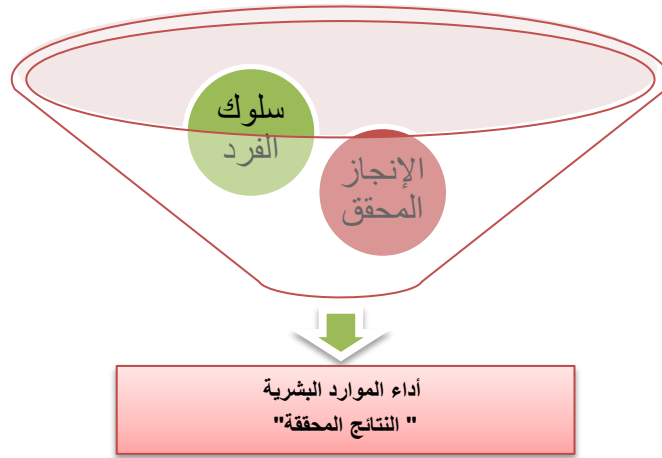 سلوك
الفرد
الإنجاز
المحقق
أداء الموارد البشرية
" النتائج المحققة"